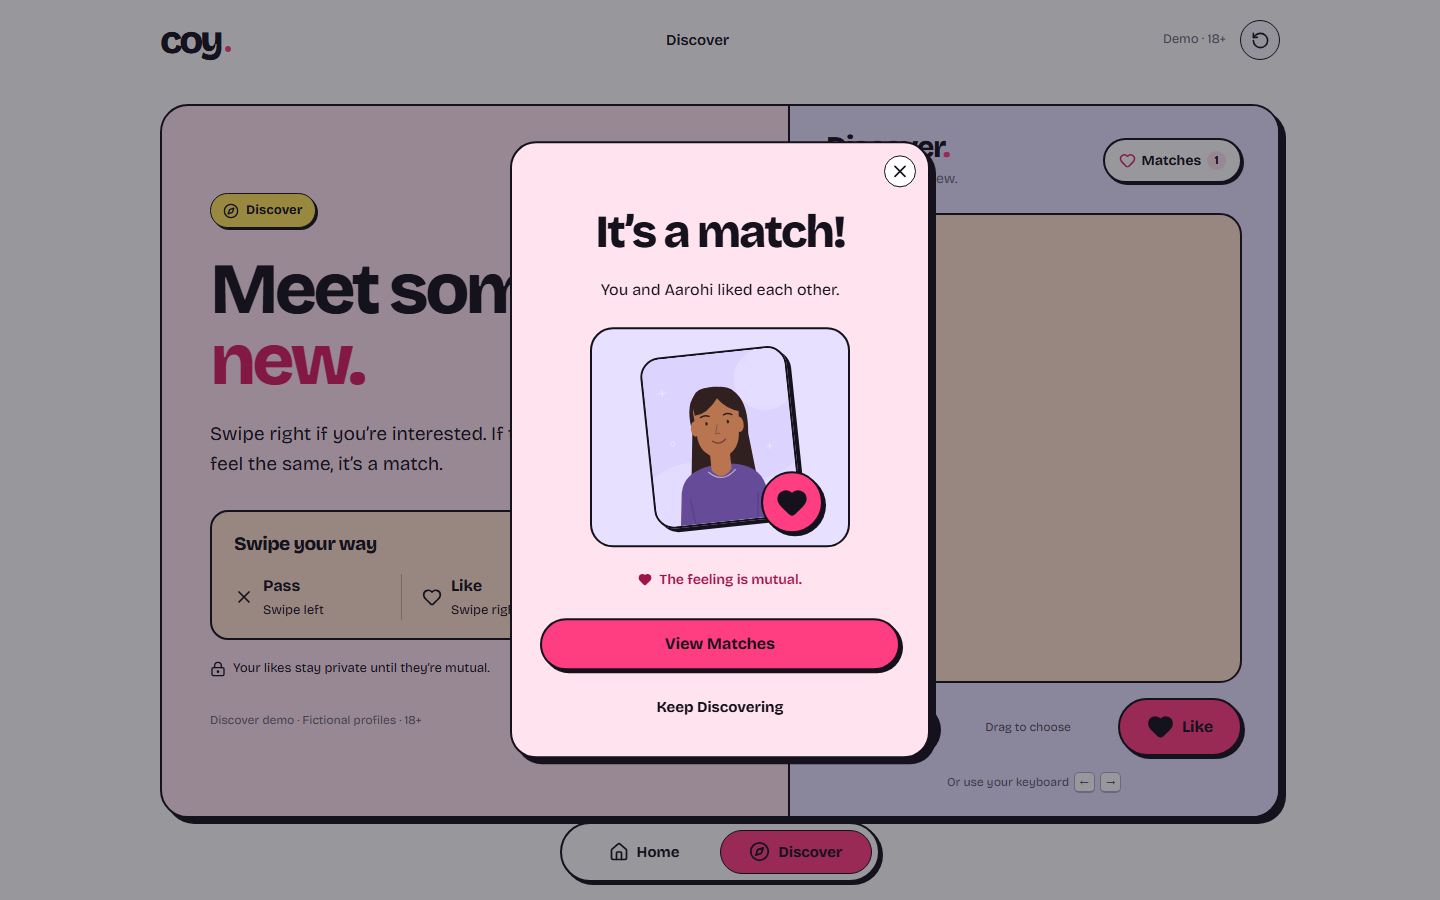 coy.
Discover
Demo · 18+
Discover
Meet som
new.
Swipe right if you're interested. If
feel the same, it's a match.
Swipe your way
Pass
Swipe left
Like
Swipe righ
Your likes stay private until they're mutual.
Discover demo · Fictional profiles · 18+
Discover.
ew.
Matches 1
It's a match!
You and Aarohi liked each other.
The feeling is mutual.
View Matches
Keep Discovering
Drag to choose
Like
Or use your keyboard ← →
Home
Discover